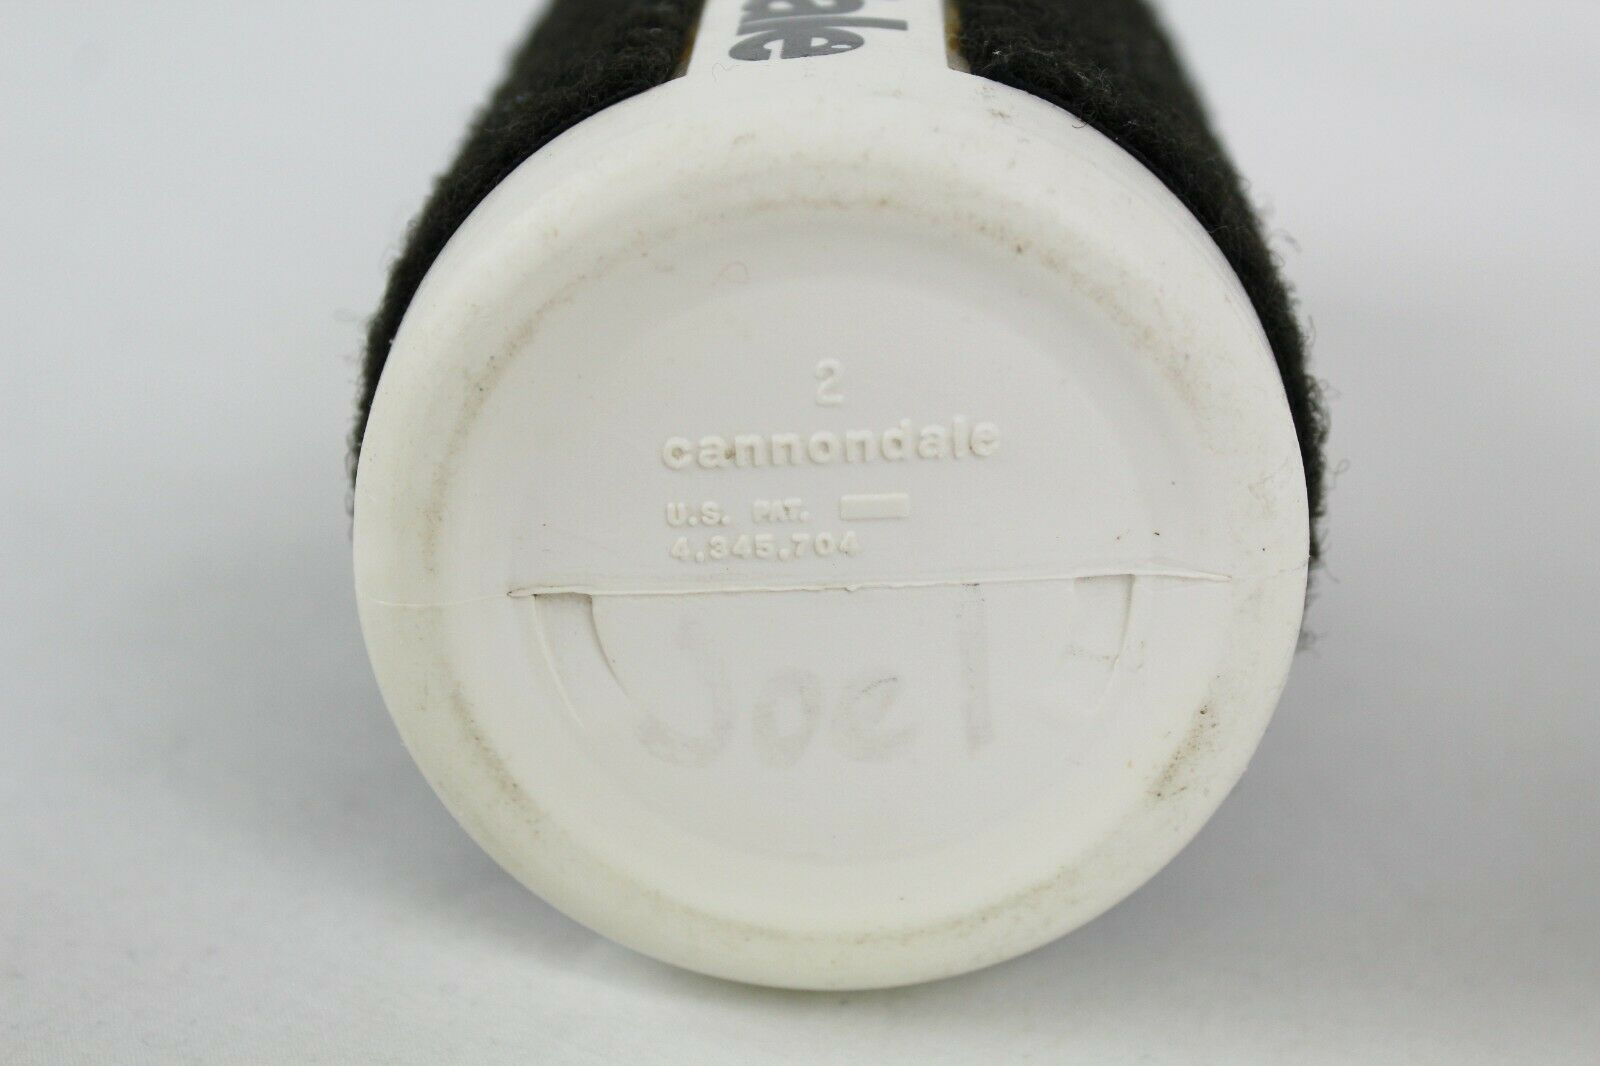 ale
2
cannondale
U.S. PAT.
4,345,704
Joel